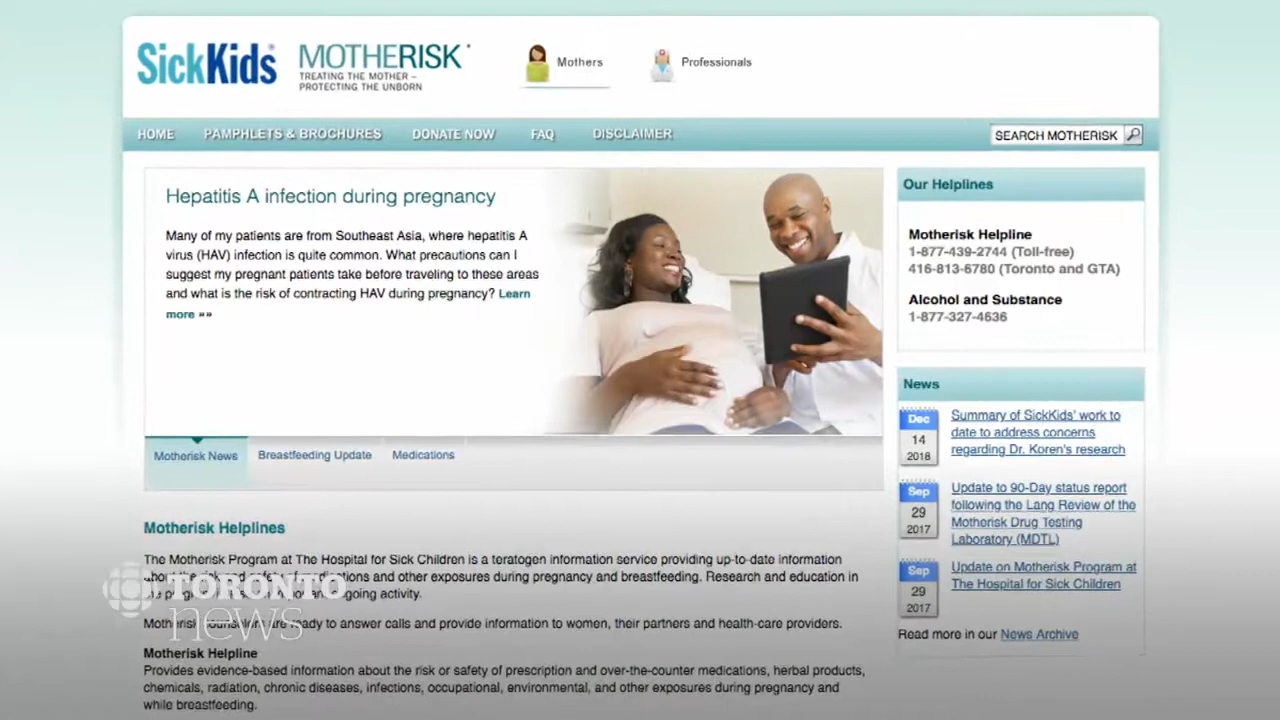 SickKids
MOTHERISK
TREATING THE MOTHER –
PROTECTING THE UNBORN
Mothers
Professionals
HOME
PAMPHLETS & BROCHURES
DONATE NOW
FAQ
DISCLAIMER
SEARCH MOTHERISK
Hepatitis A infection during pregnancy
Many of my patients are from Southeast Asia, where hepatitis A
virus (HAV) infection is quite common. What precautions can I
suggest my pregnant patients take before traveling to these areas
and what is the risk of contracting HAV during pregnancy? Learn
more »»
Motherisk News
Breastfeeding Update
Medications
Motherisk Helplines
The Motherisk Program at The Hospital for Sick Children is a teratogen information service providing up-to-date information
about the and other exposures during pregnancy and breastfeeding. Research and education in
ongoing activity.
Motherisk counselors are ready to answer calls and provide information to women, their partners and health-care providers.
Motherisk Helpline
Provides evidence-based information about the risk or safety of prescription and over-the-counter medications, herbal products,
chemicals, radiation, chronic diseases, infections, occupational, environmental, and other exposures during pregnancy and
while breastfeeding.
Our Helplines
Motherisk Helpline
1-877-439-2744 (Toll-free)
416-813-6780 (Toronto and GTA)
Alcohol and Substance
1-877-327-4636
News
Dec
14
2018
Summary of SickKids' work to
date to address concerns
regarding Dr. Koren's research
Sep
29
2017
Update to 90-Day status report
following the Lang Review of the
Motherisk Drug Testing
Laboratory (MDTL)
Sep
29
2017
Update on Motherisk Program at
The Hospital for Sick Children
Read more in our News Archive
TORONTO
news